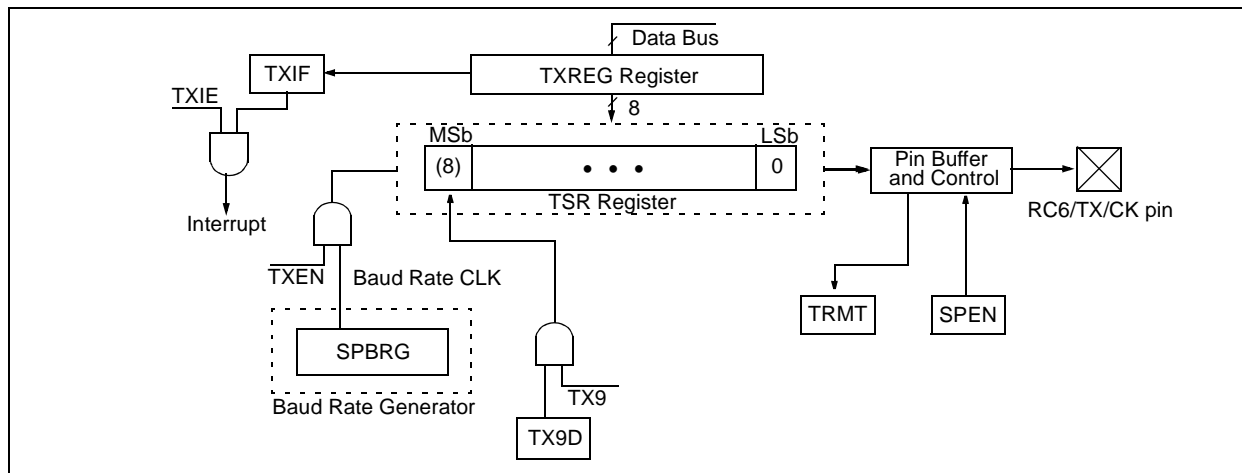 Data Bus
TXIF
TXREG Register
TXIE
8
MSb
LSb
(8)
• • •
0
Pin Buffer
and Control
TSR Register
Interrupt
RC6/TX/CK pin
TXEN
Baud Rate CLK
TRMT
SPEN
SPBRG
TX9
Baud Rate Generator
TX9D